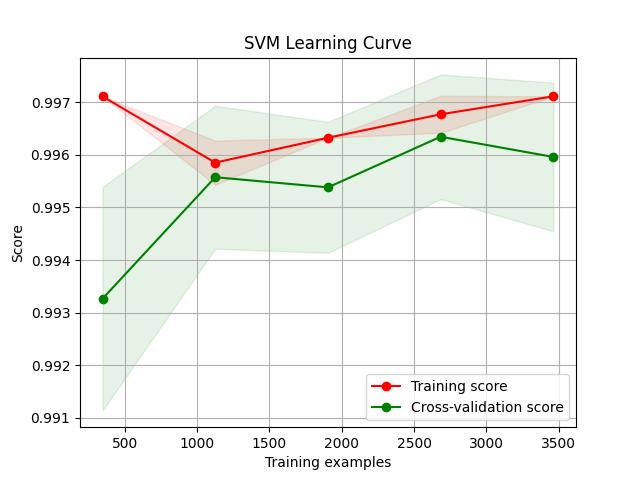 SVM Learning Curve
0.997
0.996
0.995
0.994
0.993
0.992
0.991
Score
Training score
Cross-validation score
500 1000 1500 2000 2500 3000 3500
Training examples